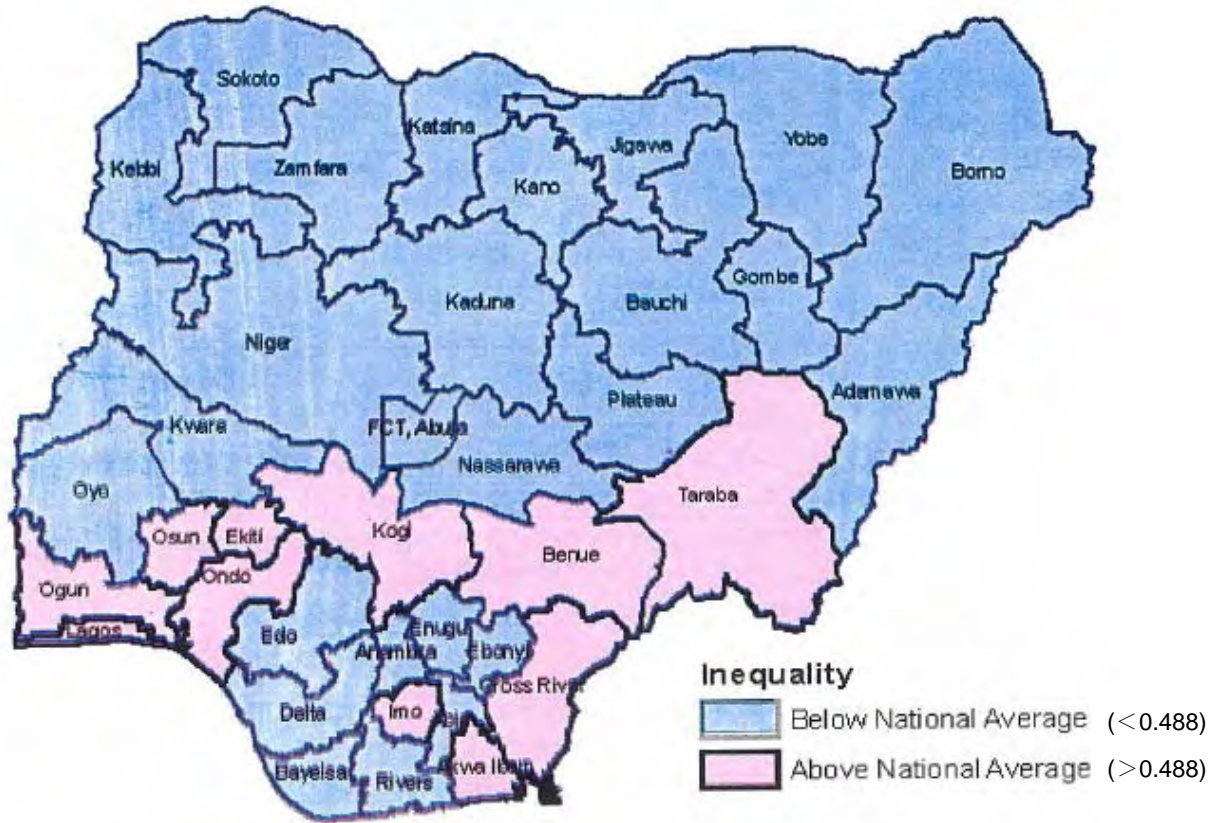 Sokoto
Katsina
Kebbi
Zamfara
Jigawa
Yobe
Borno
Kano
Gombe
Kaduna
Bauchi
Niger
Adamawa
Plateau
Kwara
FCT, Abuja
Nassarawa
Oyo
Taraba
Osun
Ekiti
Kogi
Benue
Ondo
Ogun
Lagos
Edo
Enugu
Anambra
Ebonyi
Cross River
Delta
Imo
Bayelsa
Rivers
Akwa Ibom
Inequality
Below National Average (<0.488)
Above National Average (>0.488)